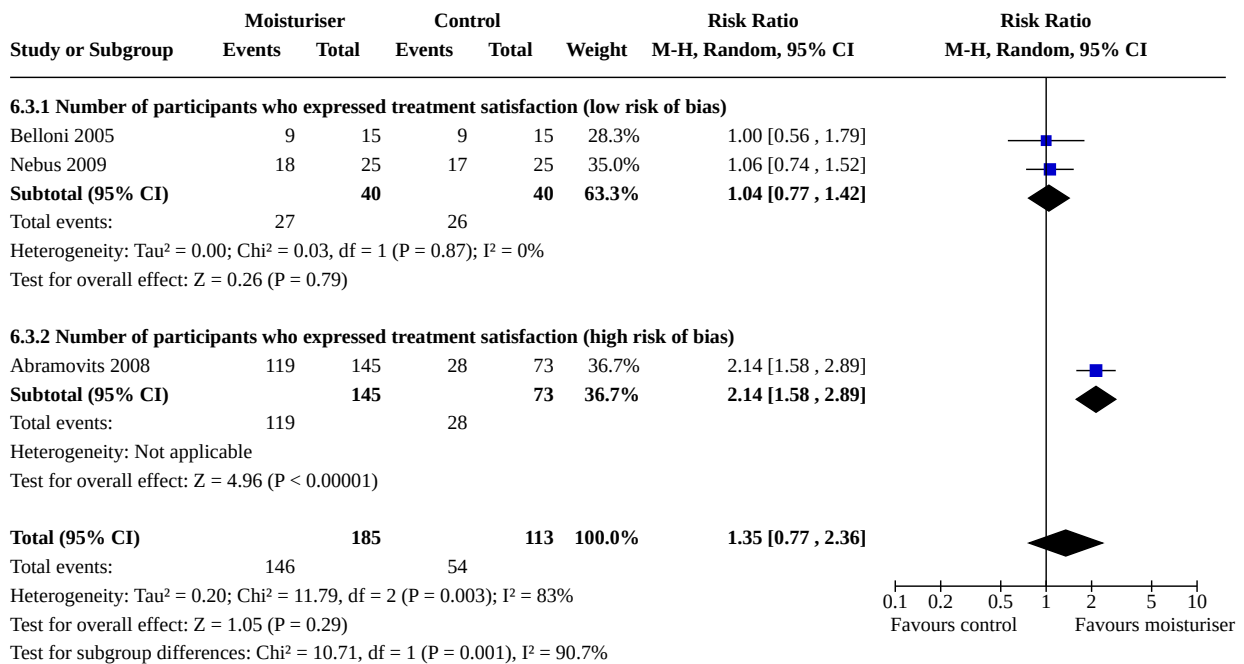 Moisturiser Control Risk Ratio Risk Ratio
Study or Subgroup Events Total Events Total Weight M-H, Random, 95% CI M-H, Random, 95% CI
6.3.1 Number of participants who expressed treatment satisfaction (low risk of bias)
Belloni 2005 9 15 9 15 28.3% 1.00 [0.56 , 1.79]
Nebus 2009 18 25 17 25 35.0% 1.06 [0.74 , 1.52]
Subtotal (95% CI) 40 40 63.3% 1.04 [0.77 , 1.42]
Total events: 27 26
Heterogeneity: Tau² = 0.00; Chi² = 0.03, df = 1 (P = 0.87); I² = 0%
Test for overall effect: Z = 0.26 (P = 0.79)
6.3.2 Number of participants who expressed treatment satisfaction (high risk of bias)
Abramovits 2008 119 145 28 73 36.7% 2.14 [1.58 , 2.89]
Subtotal (95% CI) 145 73 36.7% 2.14 [1.58 , 2.89]
Total events: 119 28
Heterogeneity: Not applicable
Test for overall effect: Z = 4.96 (P < 0.00001)
Total (95% CI) 185 113 100.0% 1.35 [0.77 , 2.36]
Total events: 146 54
Heterogeneity: Tau² = 0.20; Chi² = 11.79, df = 2 (P = 0.003); I² = 83%
Test for overall effect: Z = 1.05 (P = 0.29)
Test for subgroup differences: Chi² = 10.71, df = 1 (P = 0.001), I² = 90.7%
0.1 0.2 0.5 1 2 5 10
Favours control Favours moisturiser